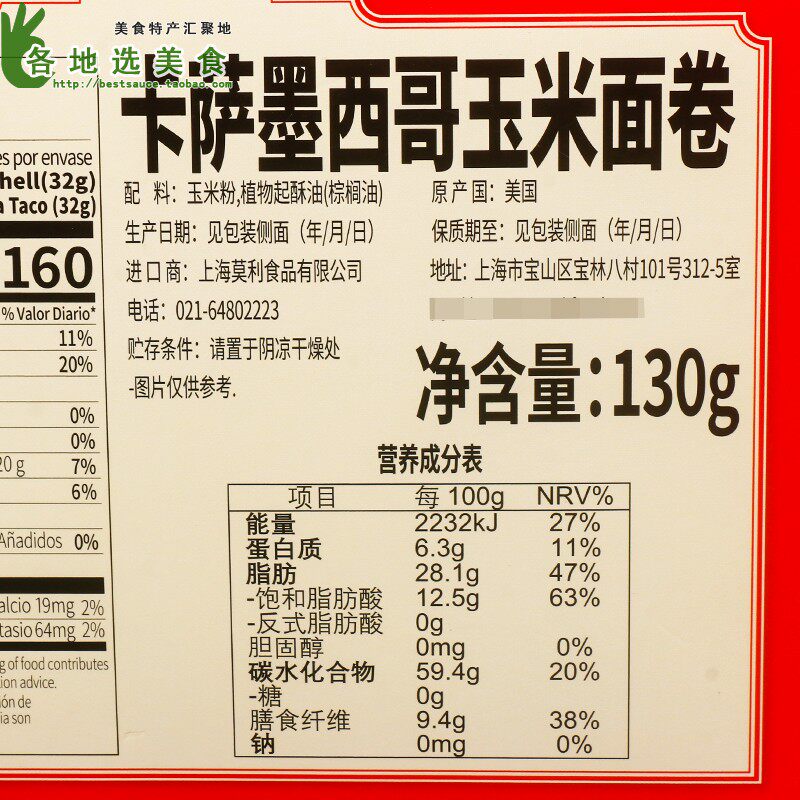 美食特产汇聚地
各地选美食
http://bestsauce.taobao.com
卡萨墨西哥玉米面卷
配 料：玉米粉,植物起酥油(棕榈油)
原产国：美国
生产日期：见包装侧面（年/月/日）
保质期至：见包装侧面（年/月/日）
进口商：上海莫利食品有限公司
地址：上海市宝山区宝林八村101号312-5室
电话：021-64802223
贮存条件：请置于阴凉干燥处
-图片仅供参考.
净含量:130g
营养成分表
项目 每 100g NRV%
能量 2232kJ 27%
蛋白质 6.3g 11%
脂肪 28.1g 47%
-饱和脂肪酸 12.5g 63%
-反式脂肪酸 0g
胆固醇 0mg 0%
碳水化合物 59.4g 20%
-糖 0g
膳食纤维 9.4g 38%
钠 0mg 0%
es por envase
hell(32g)
a Taco (32g)
160
% Valor Diario*
11%
20%
0%
0%
20 g 7%
6%
Añadidos 0%
alcio 19mg 2%
tasio 64mg 2%
g of food contributes
ion advice.
ón de
ia son